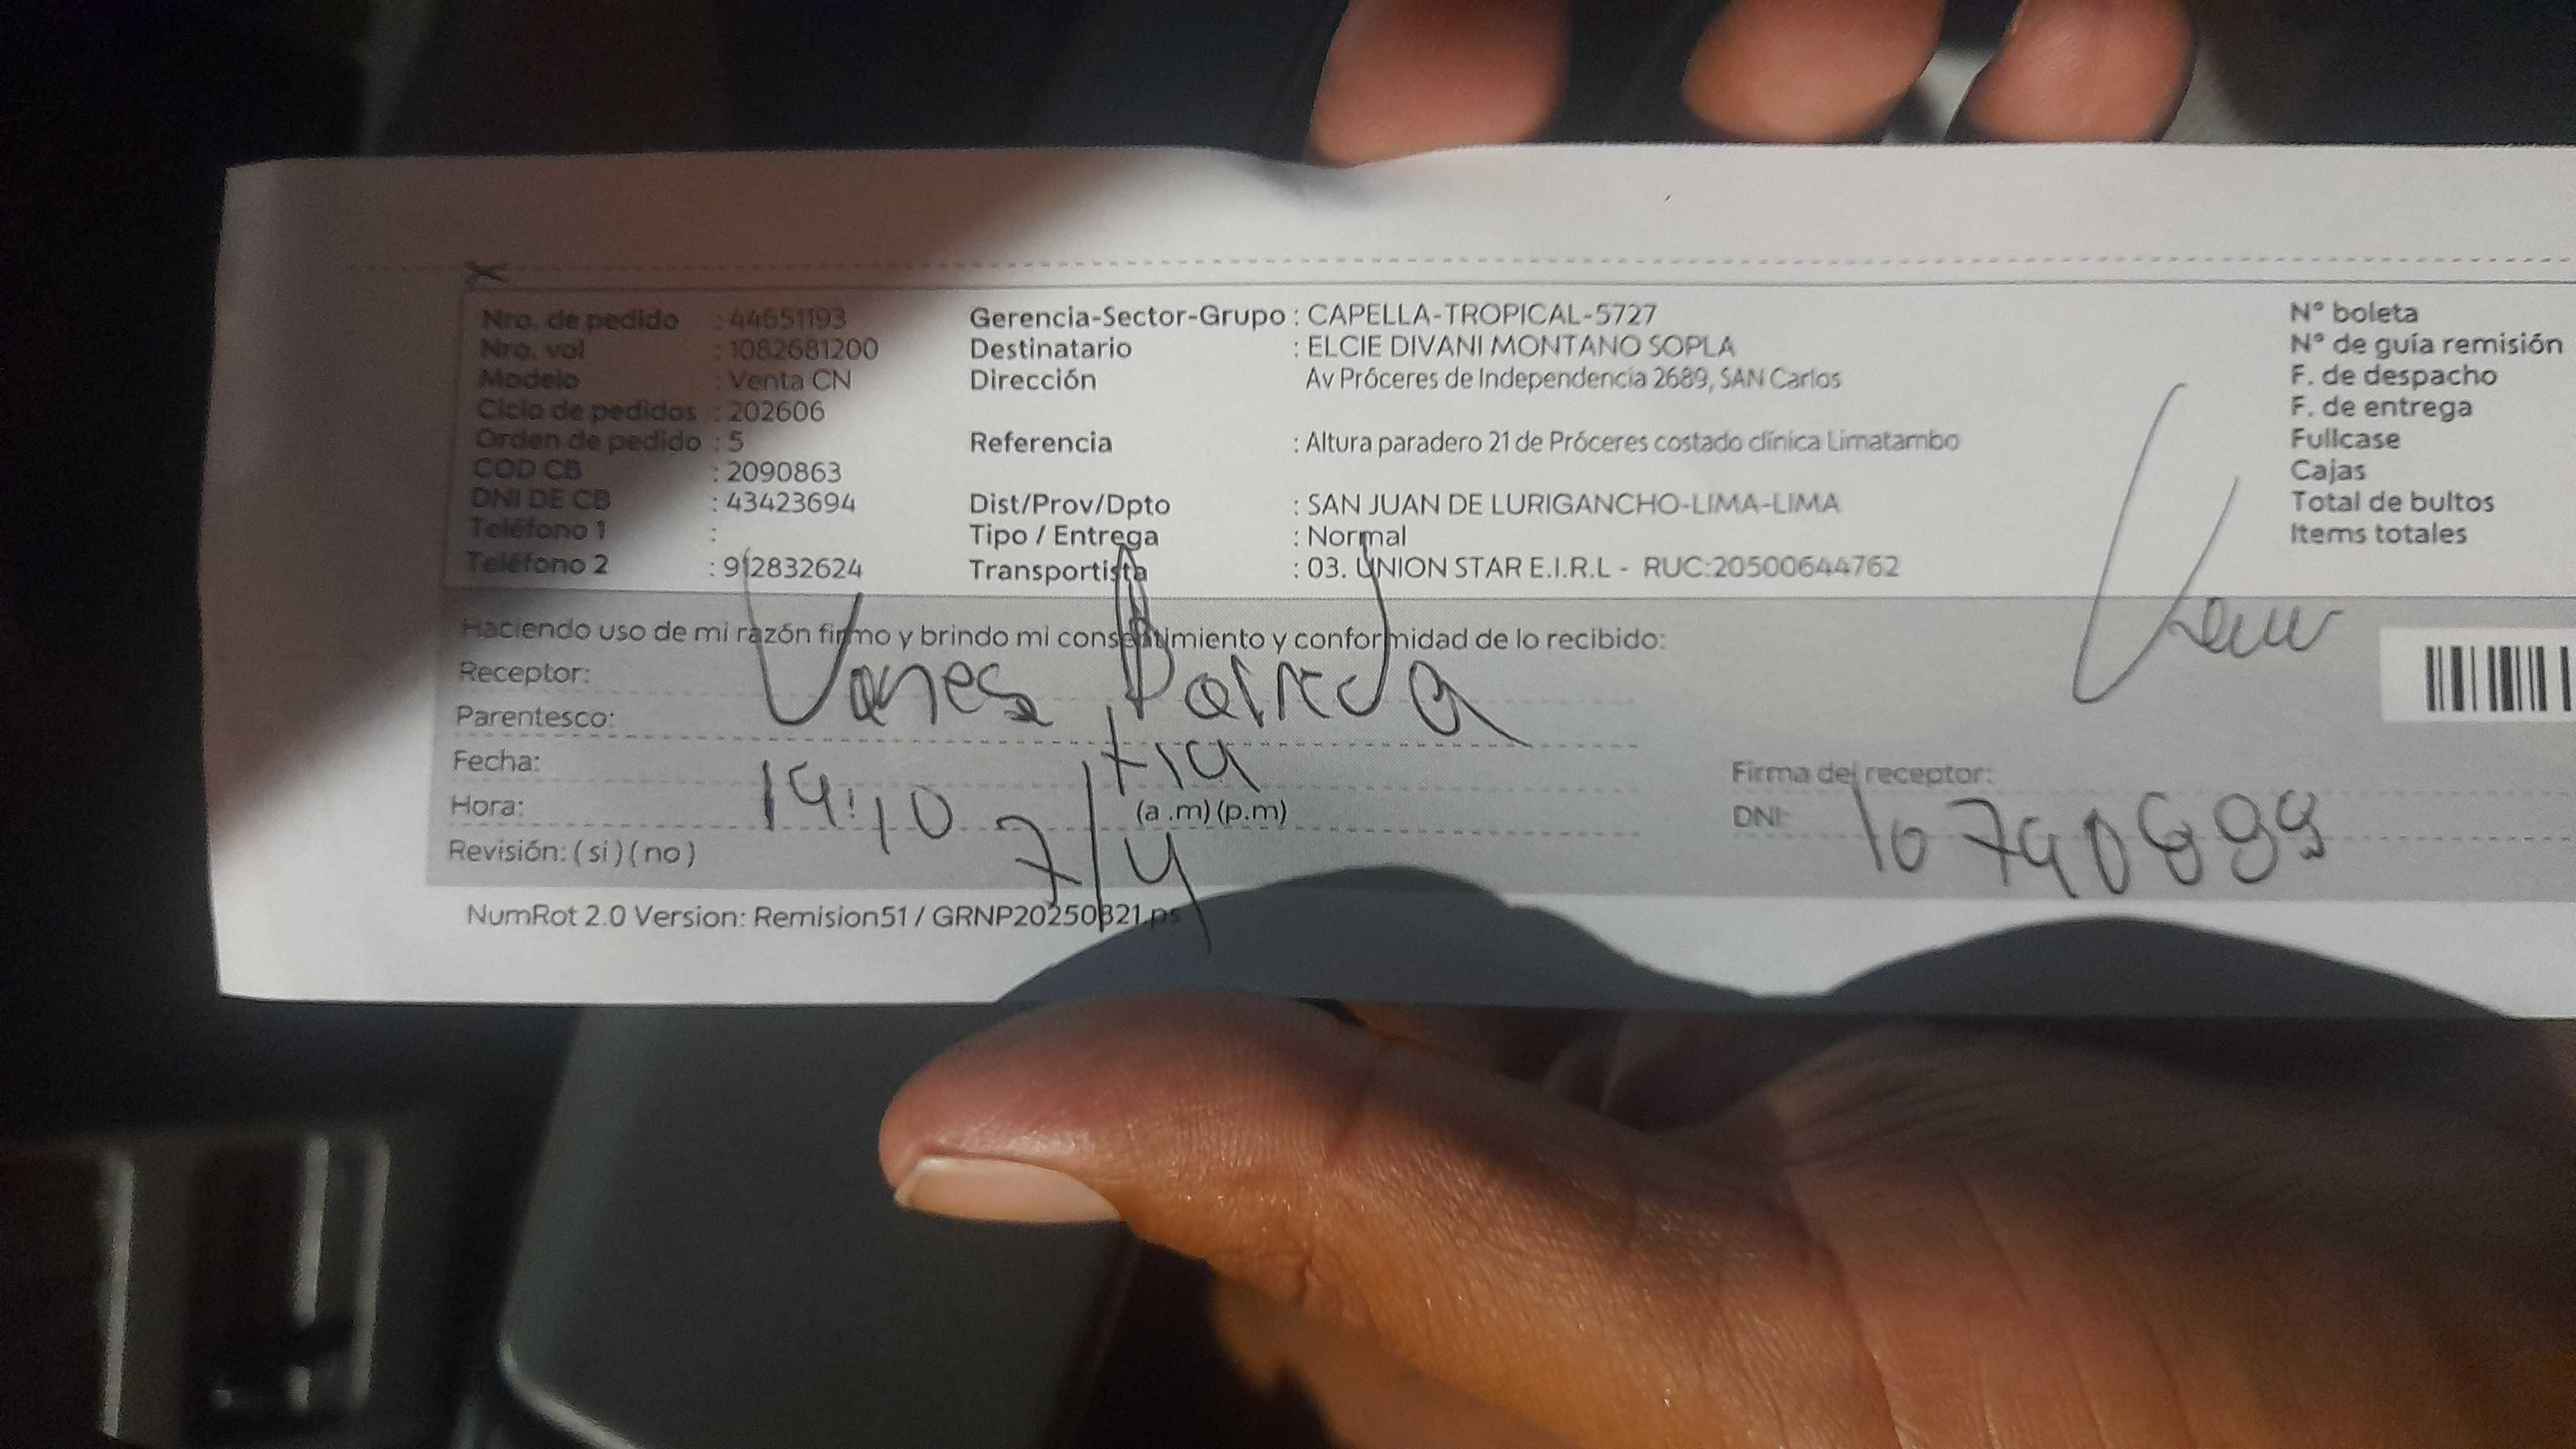 Nro. de pedido : 44651193 Gerencia-Sector-Grupo : CAPELLA-TROPICAL-5727 N° boleta
Nro. vol : 1082681200 Destinatario : ELCIE DIVANI MONTANO SOPLA N° de guía remisión
Modelo : Venta CN Dirección Av Próceres de Independencia 2689, SAN Carlos F. de despacho
Ciclo de pedidos : 202606 F. de entrega
Orden de pedido : 5 Referencia : Altura paradero 21 de Próceres costado clínica Limatambo Fullcase
COD CB : 2090863 Cajas
DNI DE CB : 43423694 Dist/Prov/Dpto : SAN JUAN DE LURIGANCHO-LIMA-LIMA Total de bultos
Teléfono 1 : Tipo / Entrega : Normal Items totales
Teléfono 2 : 912832624 Transportista : 03. UNION STAR E.I.R.L - RUC:20500644762
Haciendo uso de mi razón firmo y brindo mi consentimiento y conformidad de lo recibido:
Receptor: Vanesa
Parentesco: tia
Fecha: Firma del receptor:
Hora: 14:10 (a .m) (p.m) DNI:
7/4
Revisión: ( si ) ( no )
NumRot 2.0 Version: Remision51 / GRNP20250321.ps